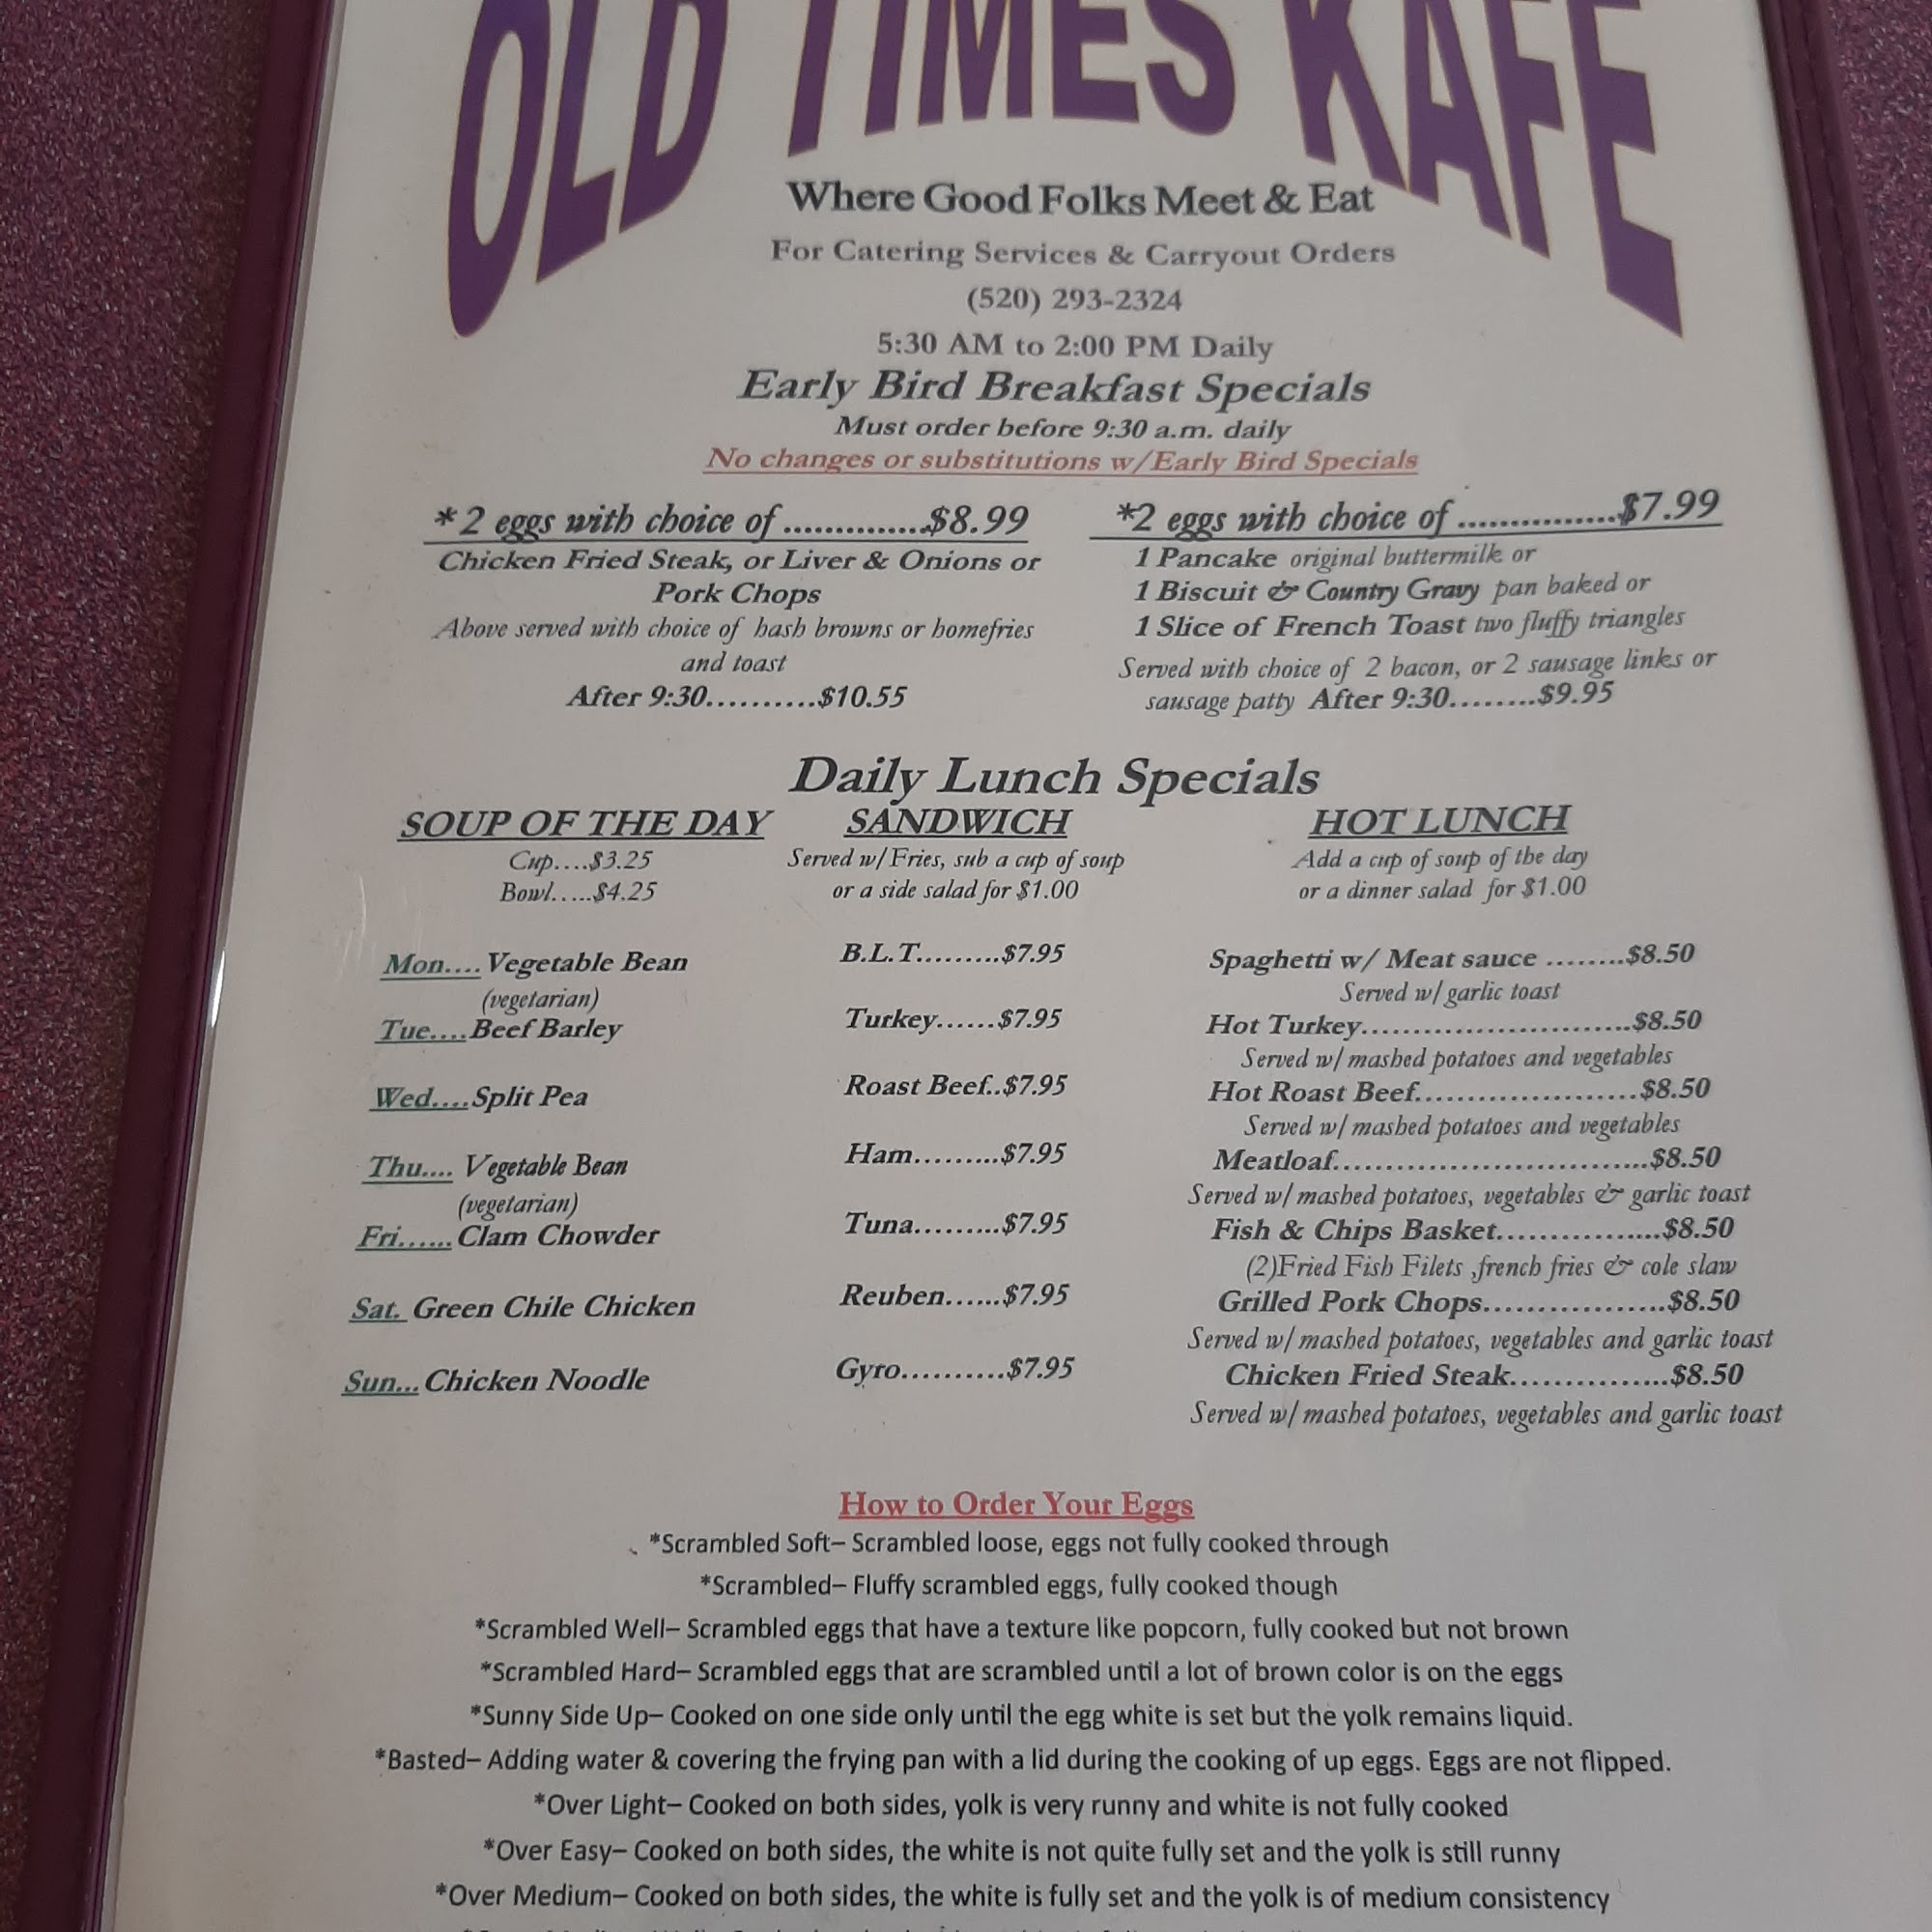 OLD TIMES KAFE
Where Good Folks Meet & Eat
For Catering Services & Carryout Orders
(520) 293-2324
5:30 AM to 2:00 PM Daily
Early Bird Breakfast Specials
Must order before 9:30 a.m. daily
No changes or substitutions w/Early Bird Specials
*2 eggs with choice of .............$8.99
Chicken Fried Steak, or Liver & Onions or
Pork Chops
Above served with choice of hash browns or homefries
and toast
After 9:30..........$10.55
*2 eggs with choice of ...............$7.99
1 Pancake original buttermilk or
1 Biscuit & Country Gravy pan baked or
1 Slice of French Toast two fluffy triangles
Served with choice of 2 bacon, or 2 sausage links or
sausage patty After 9:30........$9.95
Daily Lunch Specials
SOUP OF THE DAY
Cup....$3.25
Bowl.....$4.25
Mon.... Vegetable Bean
(vegetarian)
Tue.... Beef Barley
Wed.... Split Pea
Thu.... Vegetable Bean
(vegetarian)
Fri...... Clam Chowder
Sat. Green Chile Chicken
Sun... Chicken Noodle
SANDWICH
Served w/Fries, sub a cup of soup
or a side salad for $1.00
B.L.T.........$7.95
Turkey......$7.95
Roast Beef..$7.95
Ham.........$7.95
Tuna.........$7.95
Reuben......$7.95
Gyro..........$7.95
HOT LUNCH
Add a cup of soup of the day
or a dinner salad for $1.00
Spaghetti w/ Meat sauce ........$8.50
Served w/garlic toast
Hot Turkey..........................$8.50
Served w/ mashed potatoes and vegetables
Hot Roast Beef.....................$8.50
Served w/ mashed potatoes and vegetables
Meatloaf..............................$8.50
Served w/ mashed potatoes, vegetables & garlic toast
Fish & Chips Basket................$8.50
(2)Fried Fish Filets ,french fries & cole slaw
Grilled Pork Chops..................$8.50
Served w/ mashed potatoes, vegetables and garlic toast
Chicken Fried Steak................$8.50
Served w/ mashed potatoes, vegetables and garlic toast
How to Order Your Eggs
*Scrambled Soft– Scrambled loose, eggs not fully cooked through
*Scrambled– Fluffy scrambled eggs, fully cooked though
*Scrambled Well– Scrambled eggs that have a texture like popcorn, fully cooked but not brown
*Scrambled Hard– Scrambled eggs that are scrambled until a lot of brown color is on the eggs
*Sunny Side Up– Cooked on one side only until the egg white is set but the yolk remains liquid.
*Basted– Adding water & covering the frying pan with a lid during the cooking of up eggs. Eggs are not flipped.
*Over Light– Cooked on both sides, yolk is very runny and white is not fully cooked
*Over Easy– Cooked on both sides, the white is not quite fully set and the yolk is still runny
*Over Medium– Cooked on both sides, the white is fully set and the yolk is of medium consistency